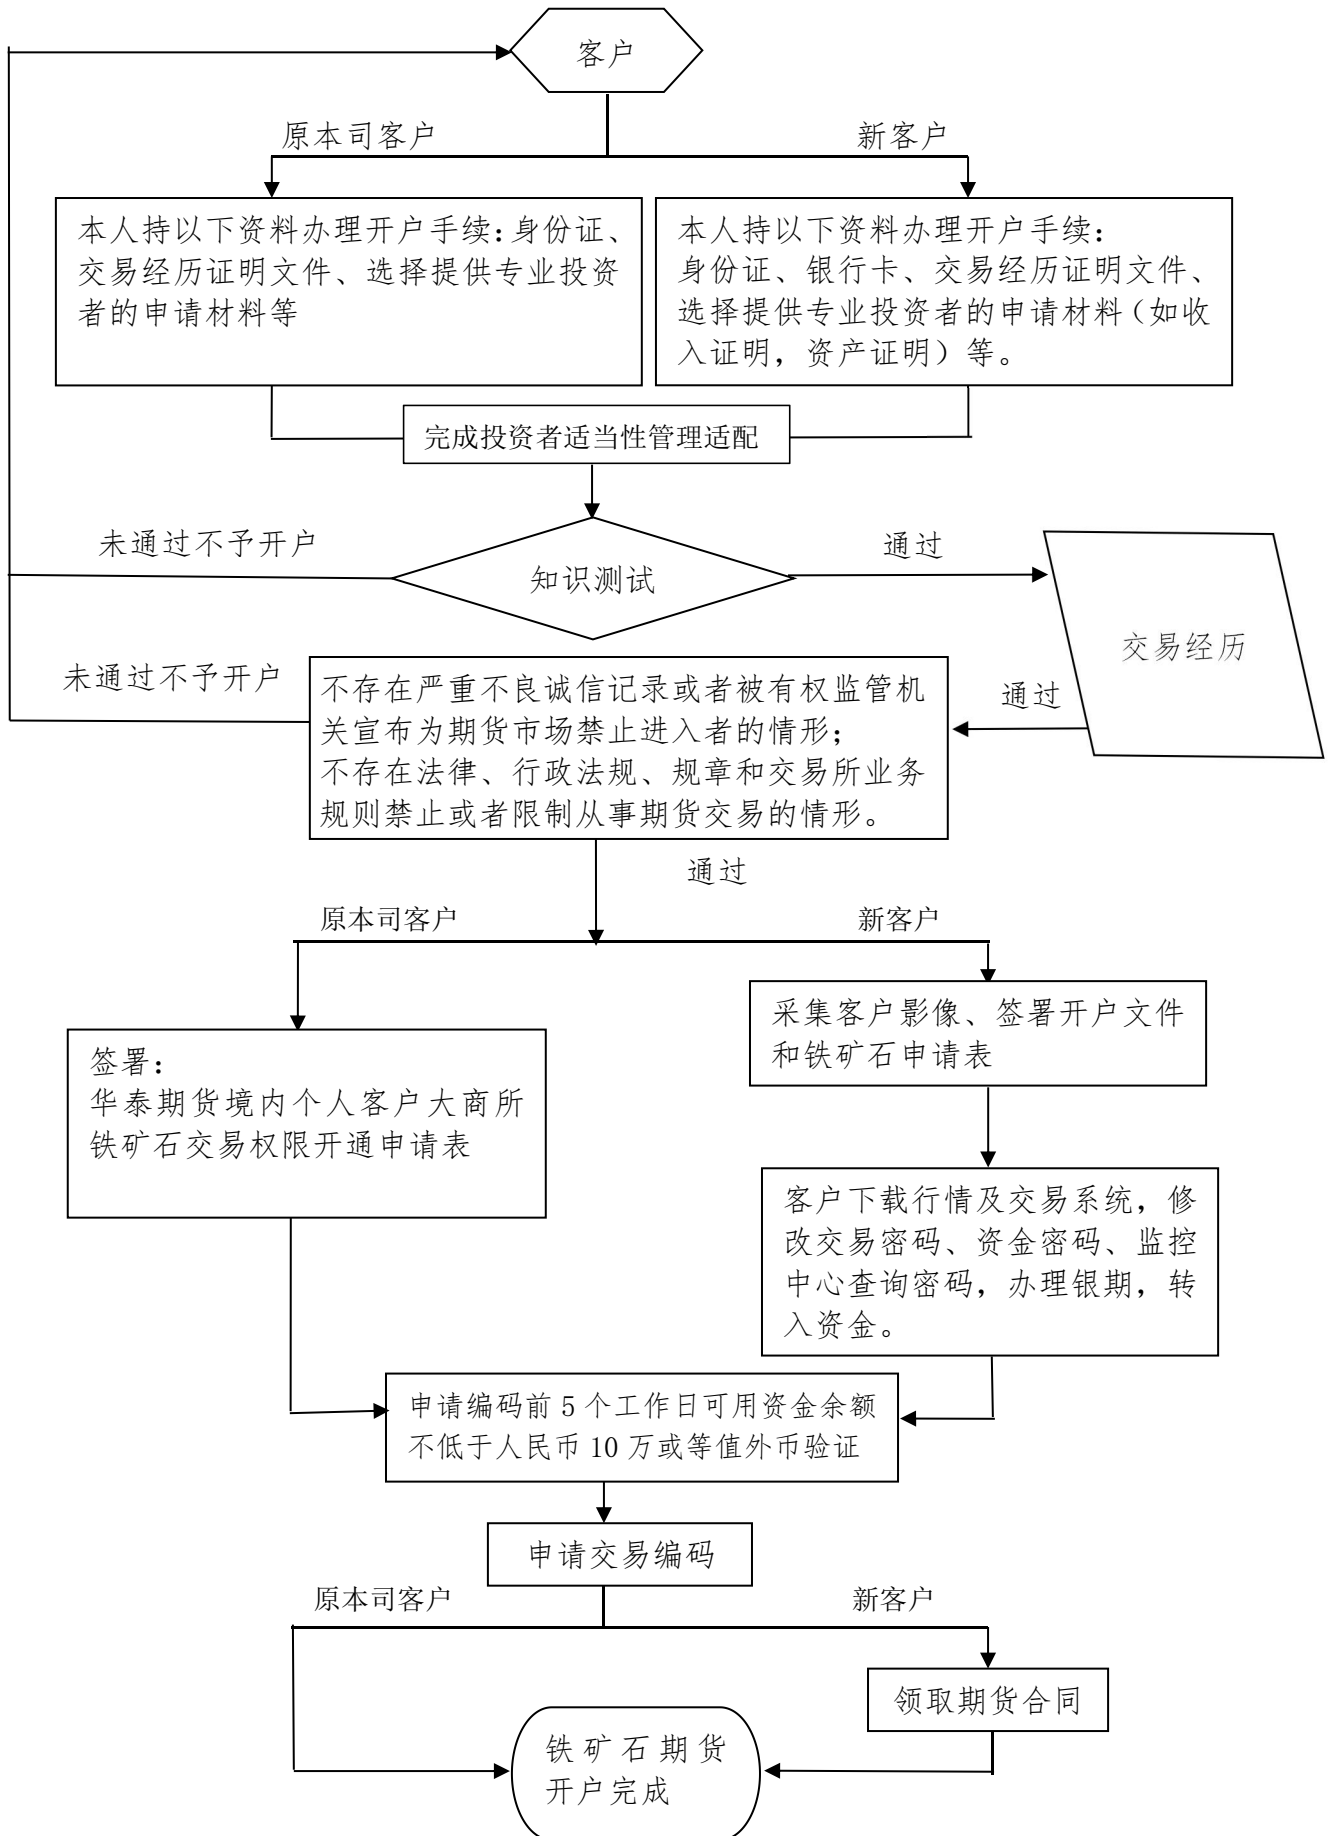 客户
原本司客户
新客户
本人持以下资料办理开户手续：身份证、
交易经历证明文件、选择提供专业投资
者的申请材料等
本人持以下资料办理开户手续：
身份证、银行卡、交易经历证明文件、
选择提供专业投资者的申请材料（如收
入证明，资产证明）等。
完成投资者适当性管理适配
未通过不予开户
知识测试
通过
交易经历
未通过不予开户
通过
不存在严重不良诚信记录或者被有权监管机
关宣布为期货市场禁止进入者的情形；
不存在法律、行政法规、规章和交易所业务
规则禁止或者限制从事期货交易的情形。
通过
原本司客户
新客户
签署：
华泰期货境内个人客户大商所
铁矿石交易权限开通申请表
采集客户影像、签署开户文件
和铁矿石申请表
客户下载行情及交易系统，修
改交易密码、资金密码、监控
中心查询密码，办理银期，转
入资金。
申请编码前 5 个工作日可用资金余额
不低于人民币 10 万或等值外币验证
申请交易编码
原本司客户
新客户
领取期货合同
铁矿石期货
开户完成